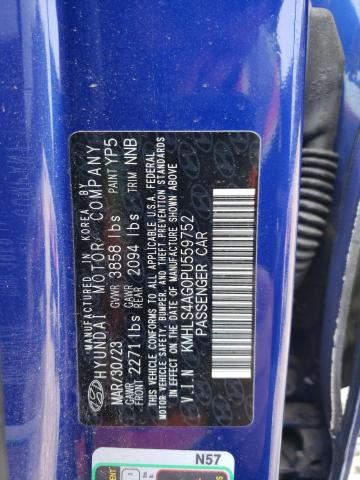 MANUFACTURED IN KOREA BY
HYUNDAI MOTOR COMPANY
MAR/30/23 GVWR 3858 lbs PAINT YP5
GAWR FRONT 2271 lbs GAWR REAR 2094 lbs TRIM NNB
THIS VEHICLE CONFORMS TO ALL APPLICABLE U.S.A. FEDERAL
MOTOR VEHICLE SAFETY, BUMPER, AND THEFT PREVENTION
STANDARDS IN EFFECT ON THE DATE OF MANUFACTURE SHOWN ABOVE.
V.I.N KMHLS4AG0PU559752
PASSENGER CAR
N57